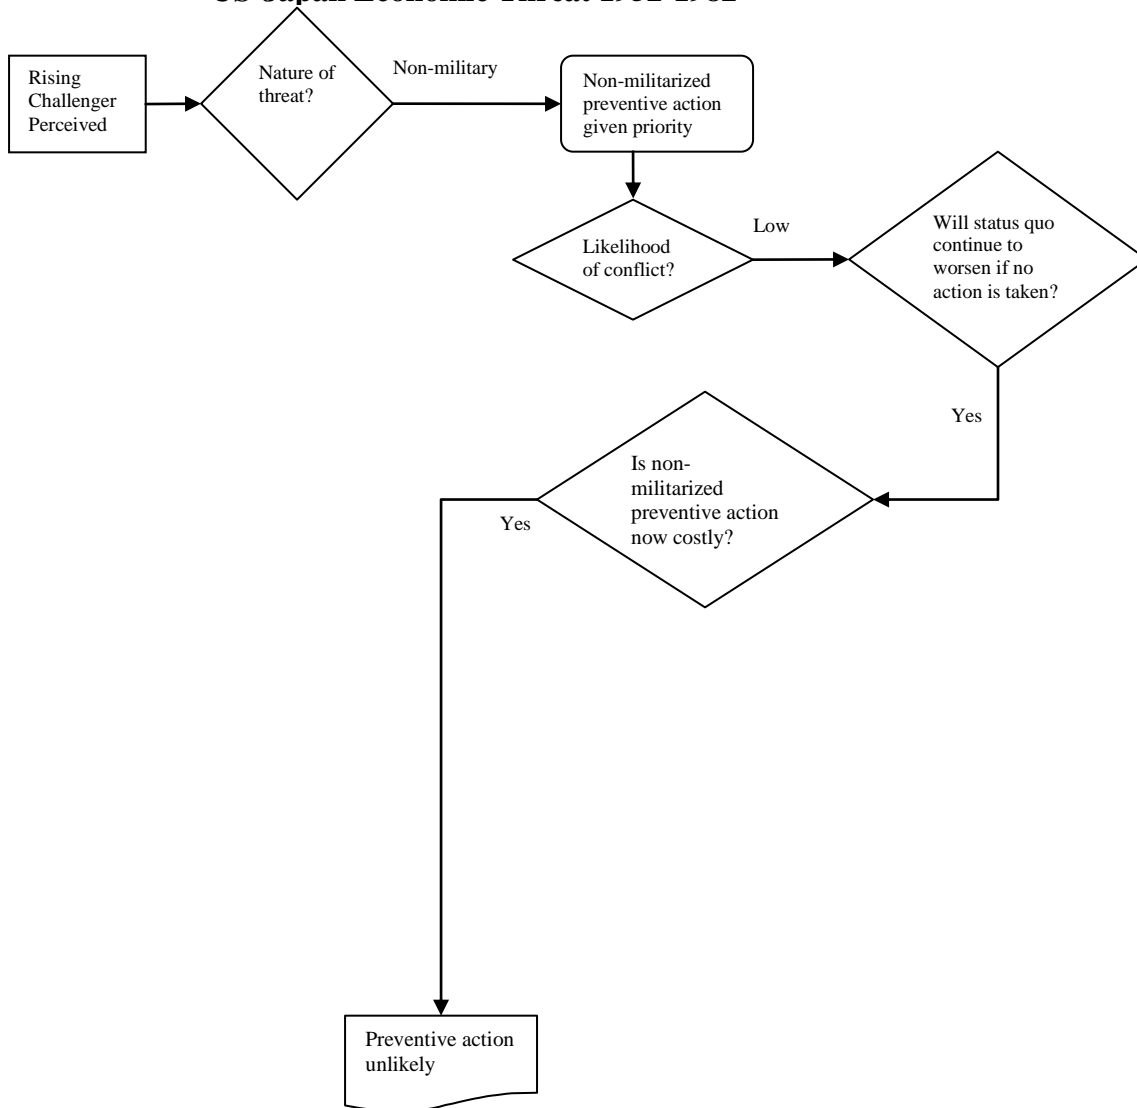 US-Japan Economic Threat
Rising
Challenger
Perceived
Nature of
threat?
Non-military
Non-militarized
preventive action
given priority
Likelihood
of conflict?
Low
Will status quo
continue to
worsen if no
action is taken?
Yes
Is non-
militarized
preventive action
now costly?
Yes
Preventive action
unlikely